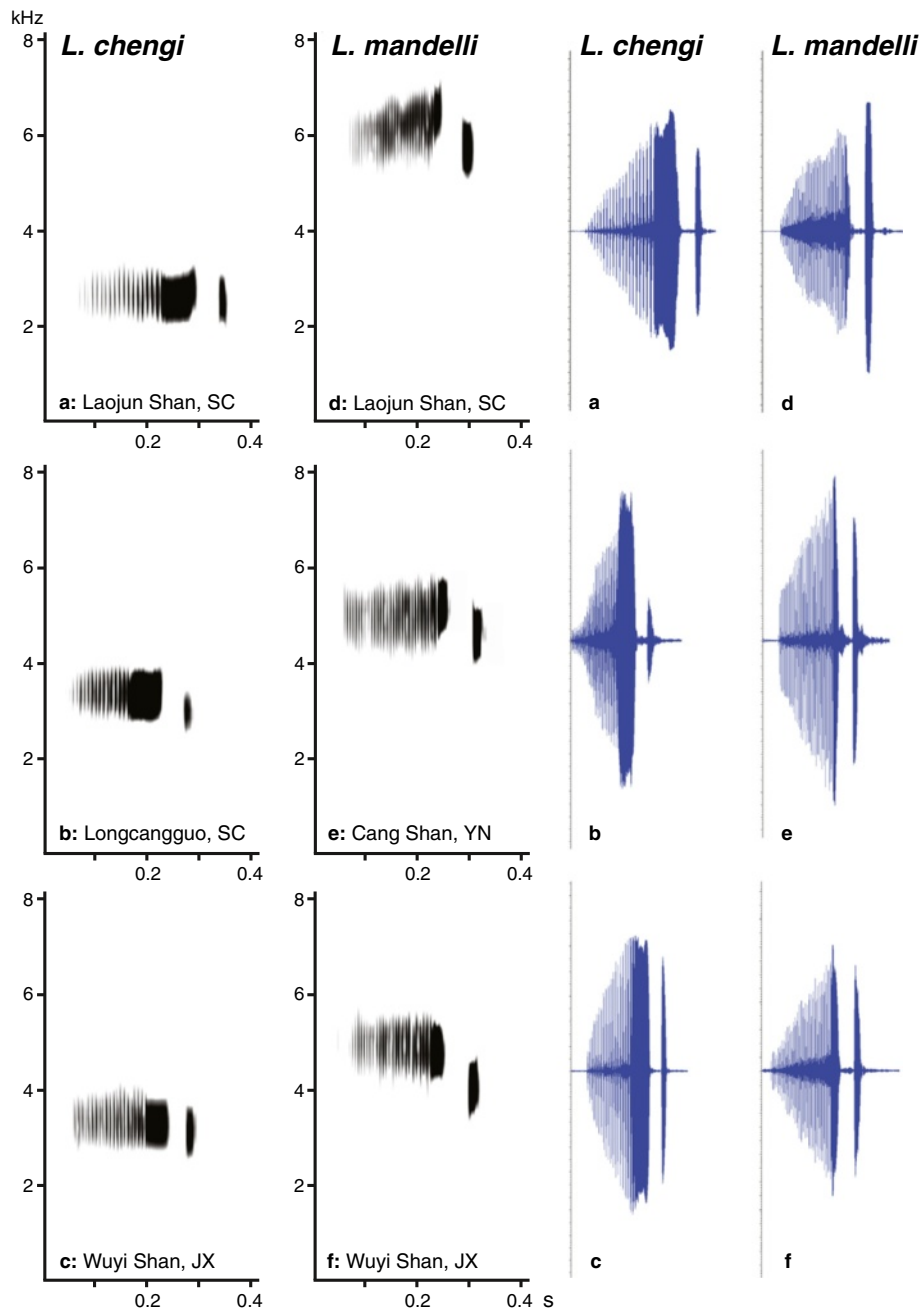 kHz
L. chengi L. mandelli L. chengi L. mandelli
8 8
6 6
4 4
2 2
a: Laojun Shan, SC d: Laojun Shan, SC a d
0.2 0.4 0.2 0.4
8 8
6 6
4 4
2 2
b: Longcangguo, SC e: Cang Shan, YN b e
0.2 0.4 0.2 0.4
8 8
6 6
4 4
2 2
c: Wuyi Shan, JX f: Wuyi Shan, JX c f
0.2 0.4 0.2 0.4 s